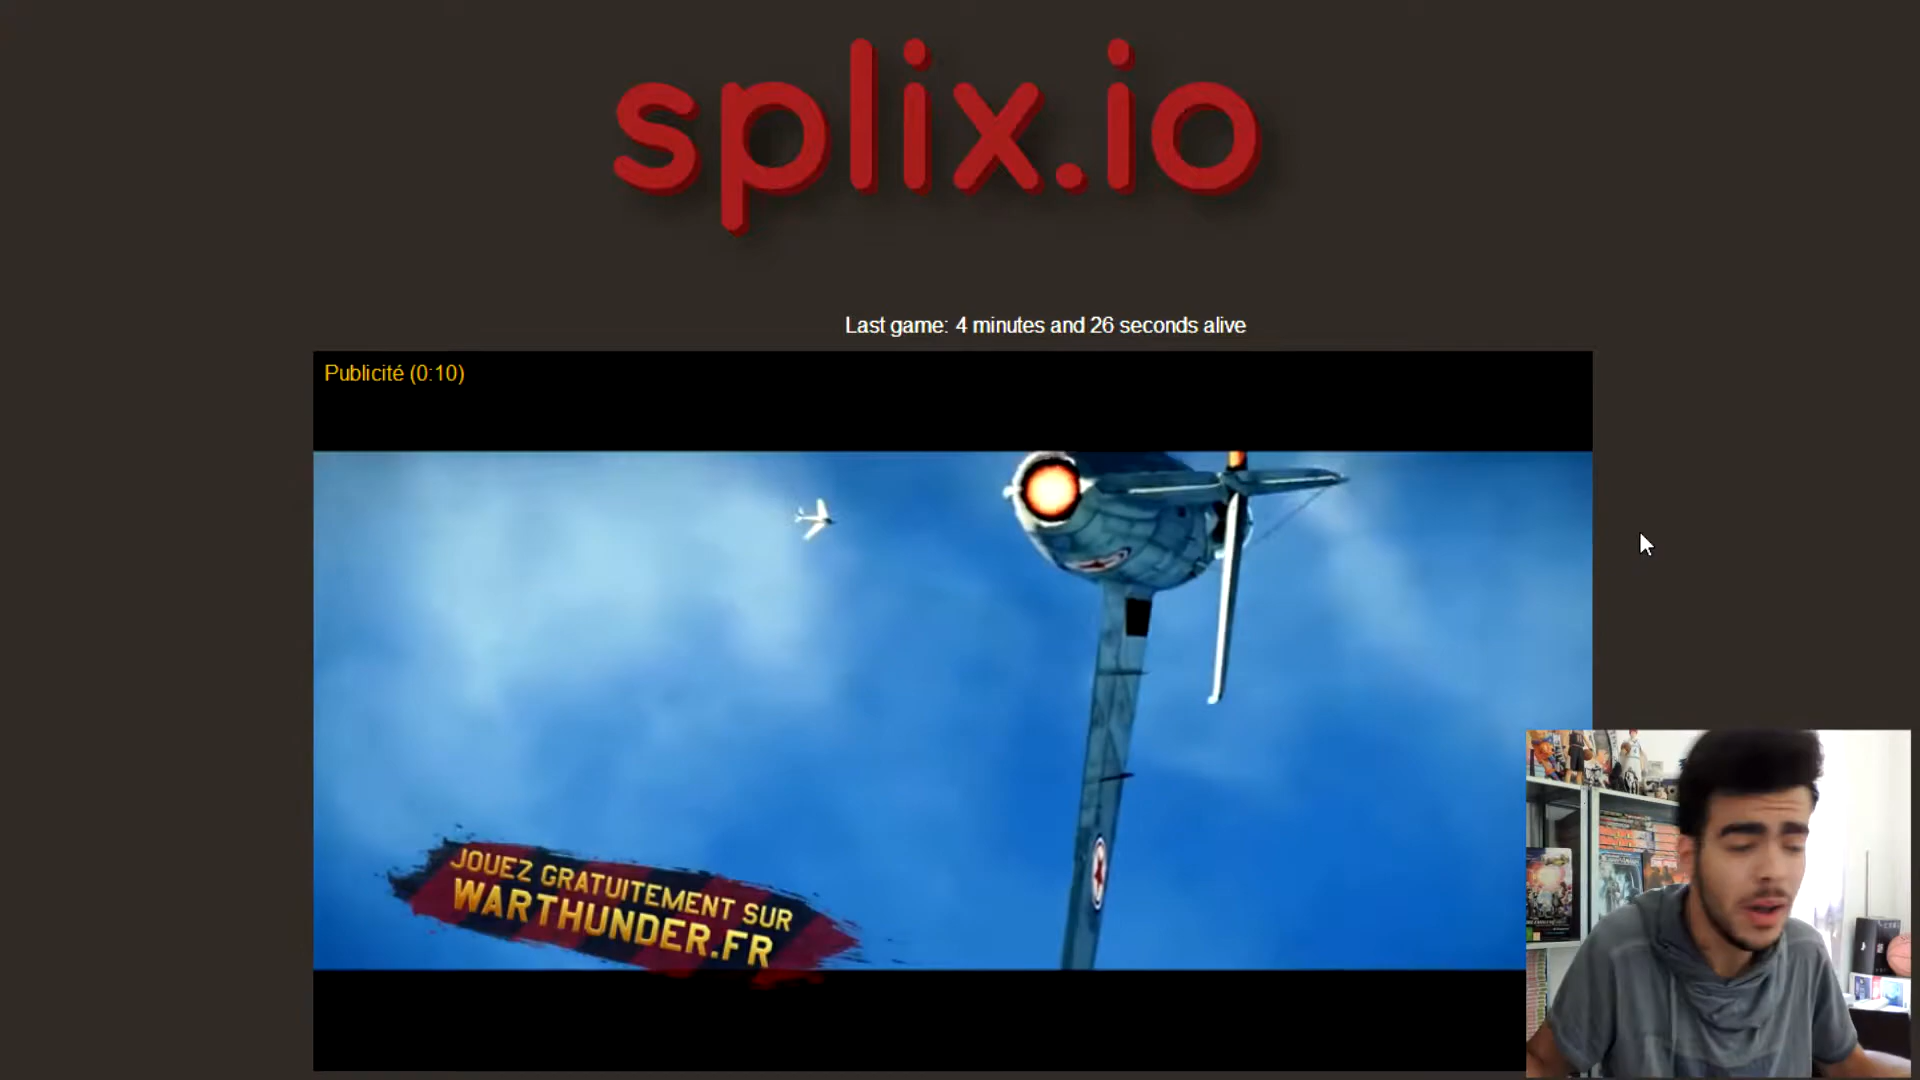 splix.io
Last game: 4 minutes and 26 seconds alive
Publicité (0:10)
JOUEZ GRATUITEMENT SUR
WARTHUNDER.FR